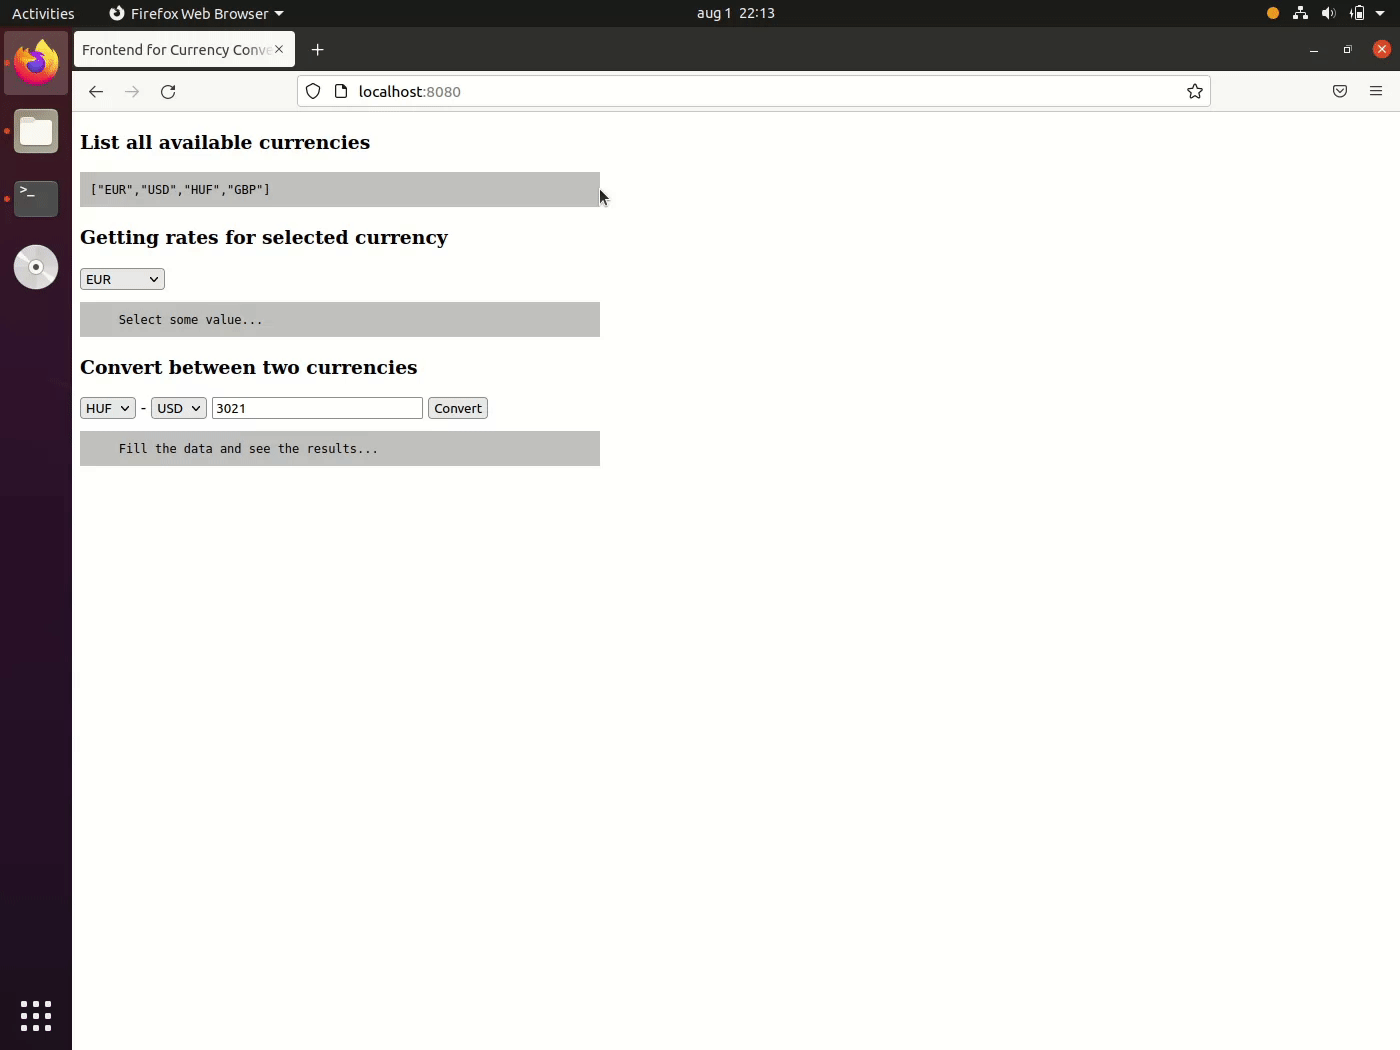 Activities
Firefox Web Browser
aug 1 22:13
Frontend for Currency Conve
localhost:8080
List all available currencies
["EUR","USD","HUF","GBP"]
Getting rates for selected currency
EUR
Select some value...
Convert between two currencies
HUF - USD 3021 Convert
Fill the data and see the results...